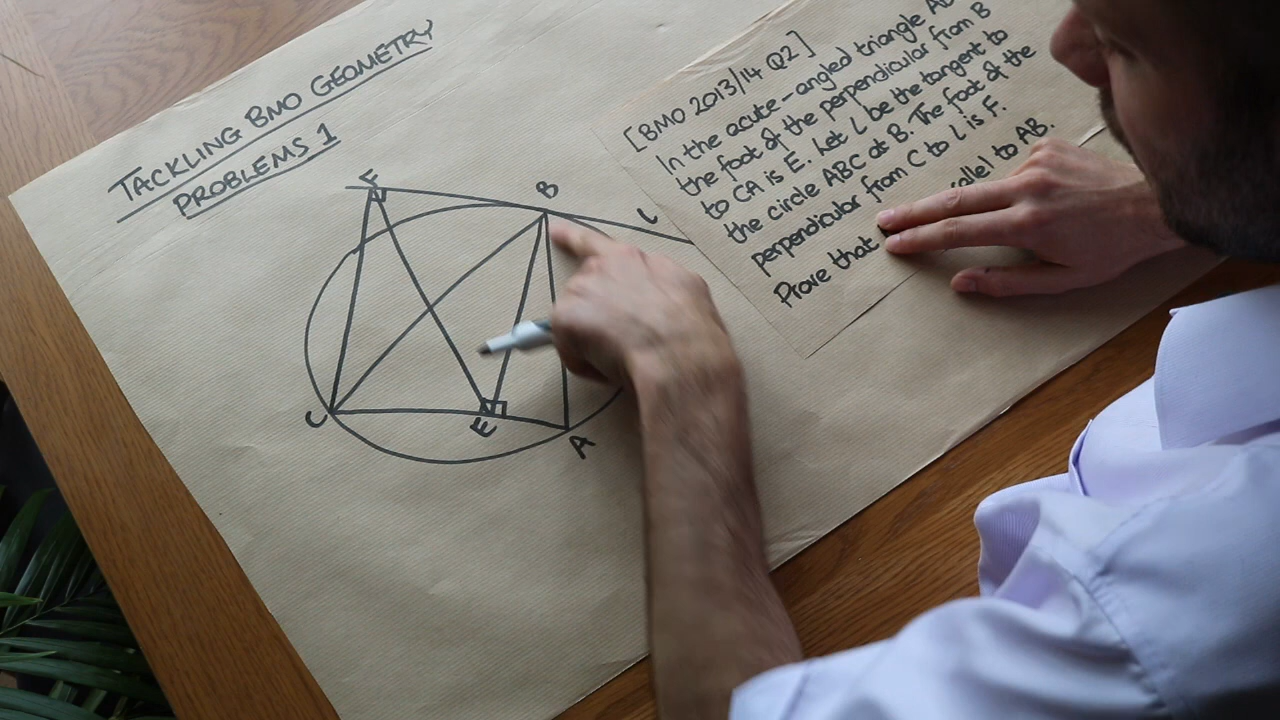 TACKLING BMO GEOMETRY
PROBLEMS 1
[BMO 2013/14 Q2]
In the acute-angled triangle
the foot of the perpendicular from B
to CA is E. Let L be the tangent to
the circle ABC at B. The foot of the
perpendicular from C to L is F.
Prove that to AB.
F
B
L
C
E
A